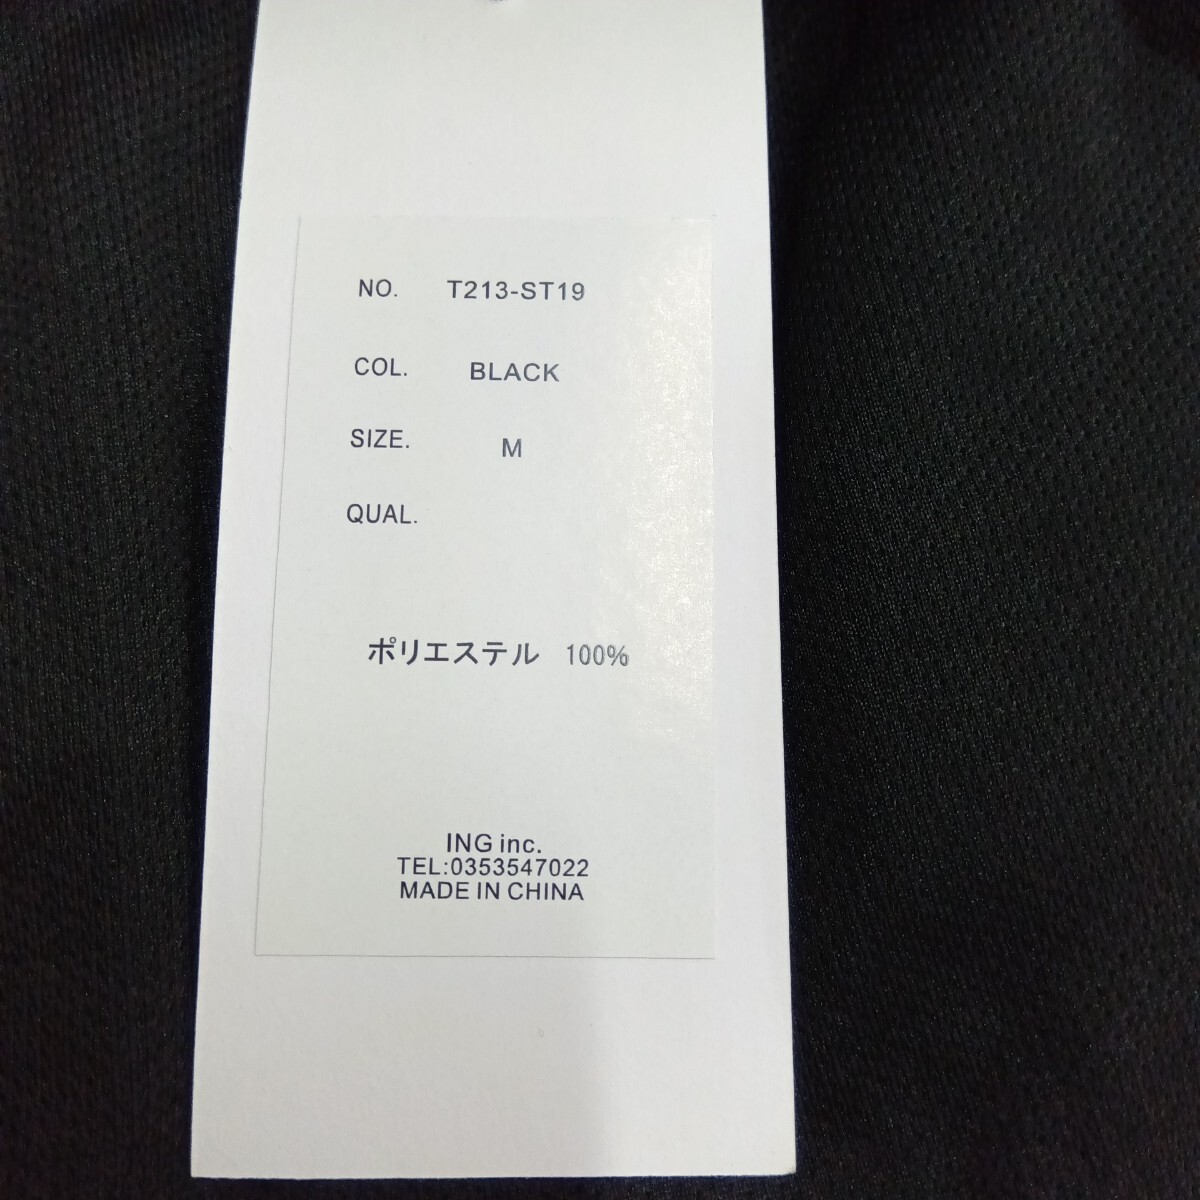 NO. T213-ST19
COL. BLACK
SIZE. M
QUAL.
ポリエステル 100%
ING inc.
TEL:0353547022
MADE IN CHINA